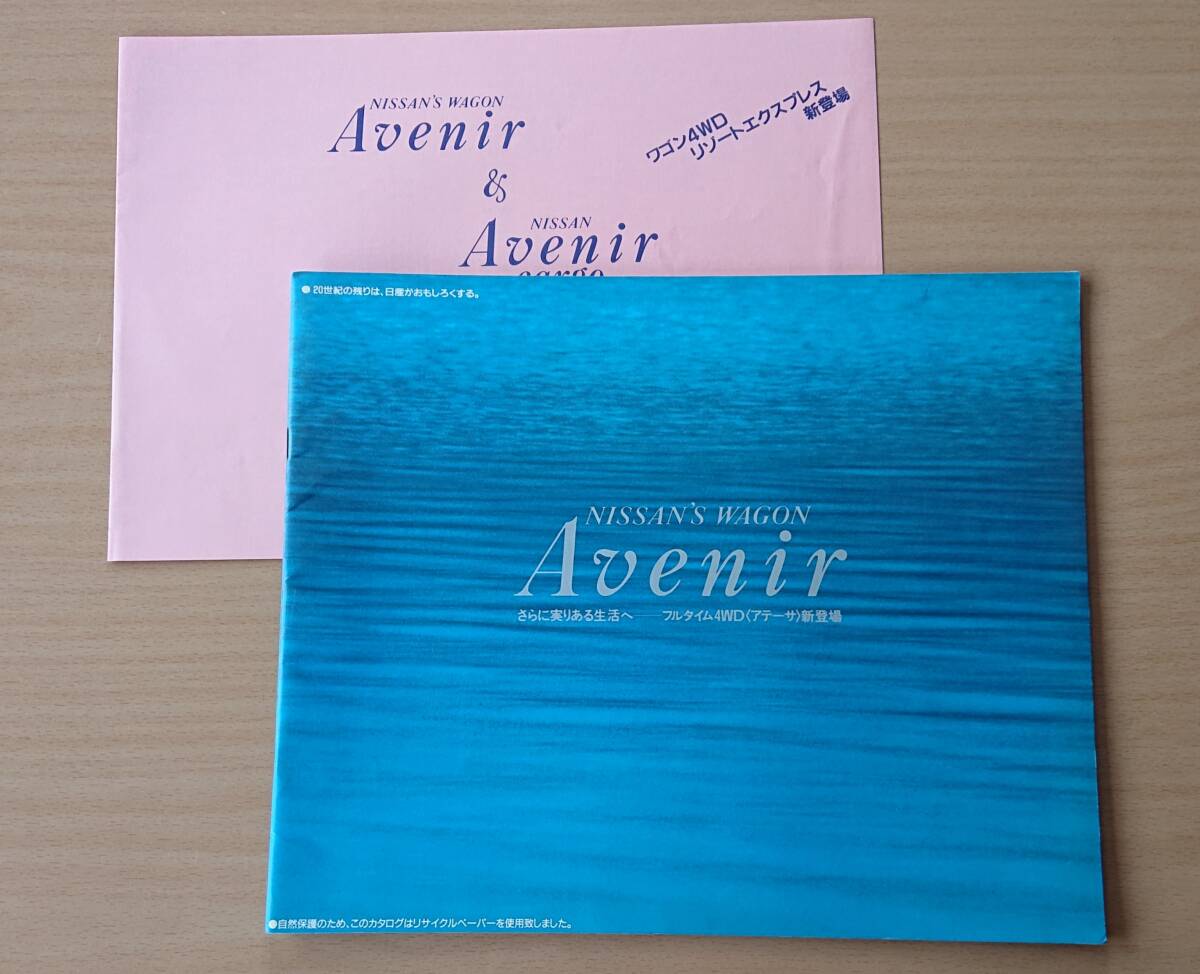 NISSAN'S WAGON
Avenir
&
NISSAN
Avenir
cargo
ワゴン4WD
リゾートエクスプレス
新登場
●20世紀の残りは、日産がおもしろくする。
NISSAN'S WAGON
Avenir
さらに実りある生活へ――フルタイム4WD〈アテーサ〉新登場
●自然保護のため、このカタログはリサイクルペーパーを使用致しました。